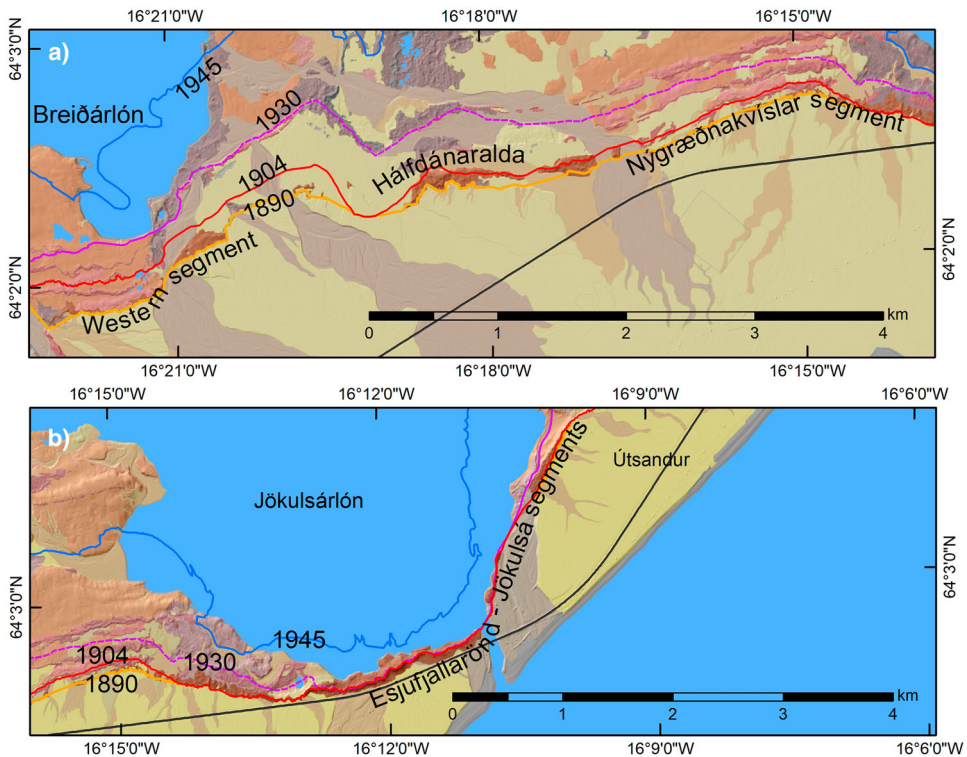 16°21'0"W 16°18'0"W 16°15'0"W
64°3'0"N
a)
1945
Breiðárlón
1930
1904
1890
Hálfdánaralda
Nýgræðnakvíslar segment
Western segment
64°2'0"N
64°2'0"N
km
0 1 2 3 4
16°21'0"W 16°18'0"W 16°15'0"W
16°15'0"W 16°12'0"W 16°9'0"W 16°6'0"W
b)
Útsandur
Jökulsárlón
Esjufjallarönd - Jökulsá segments
64°3'0"N
64°3'0"N
1945
1904
1930
1890
km
0 1 2 3 4
16°15'0"W 16°12'0"W 16°9'0"W 16°6'0"W